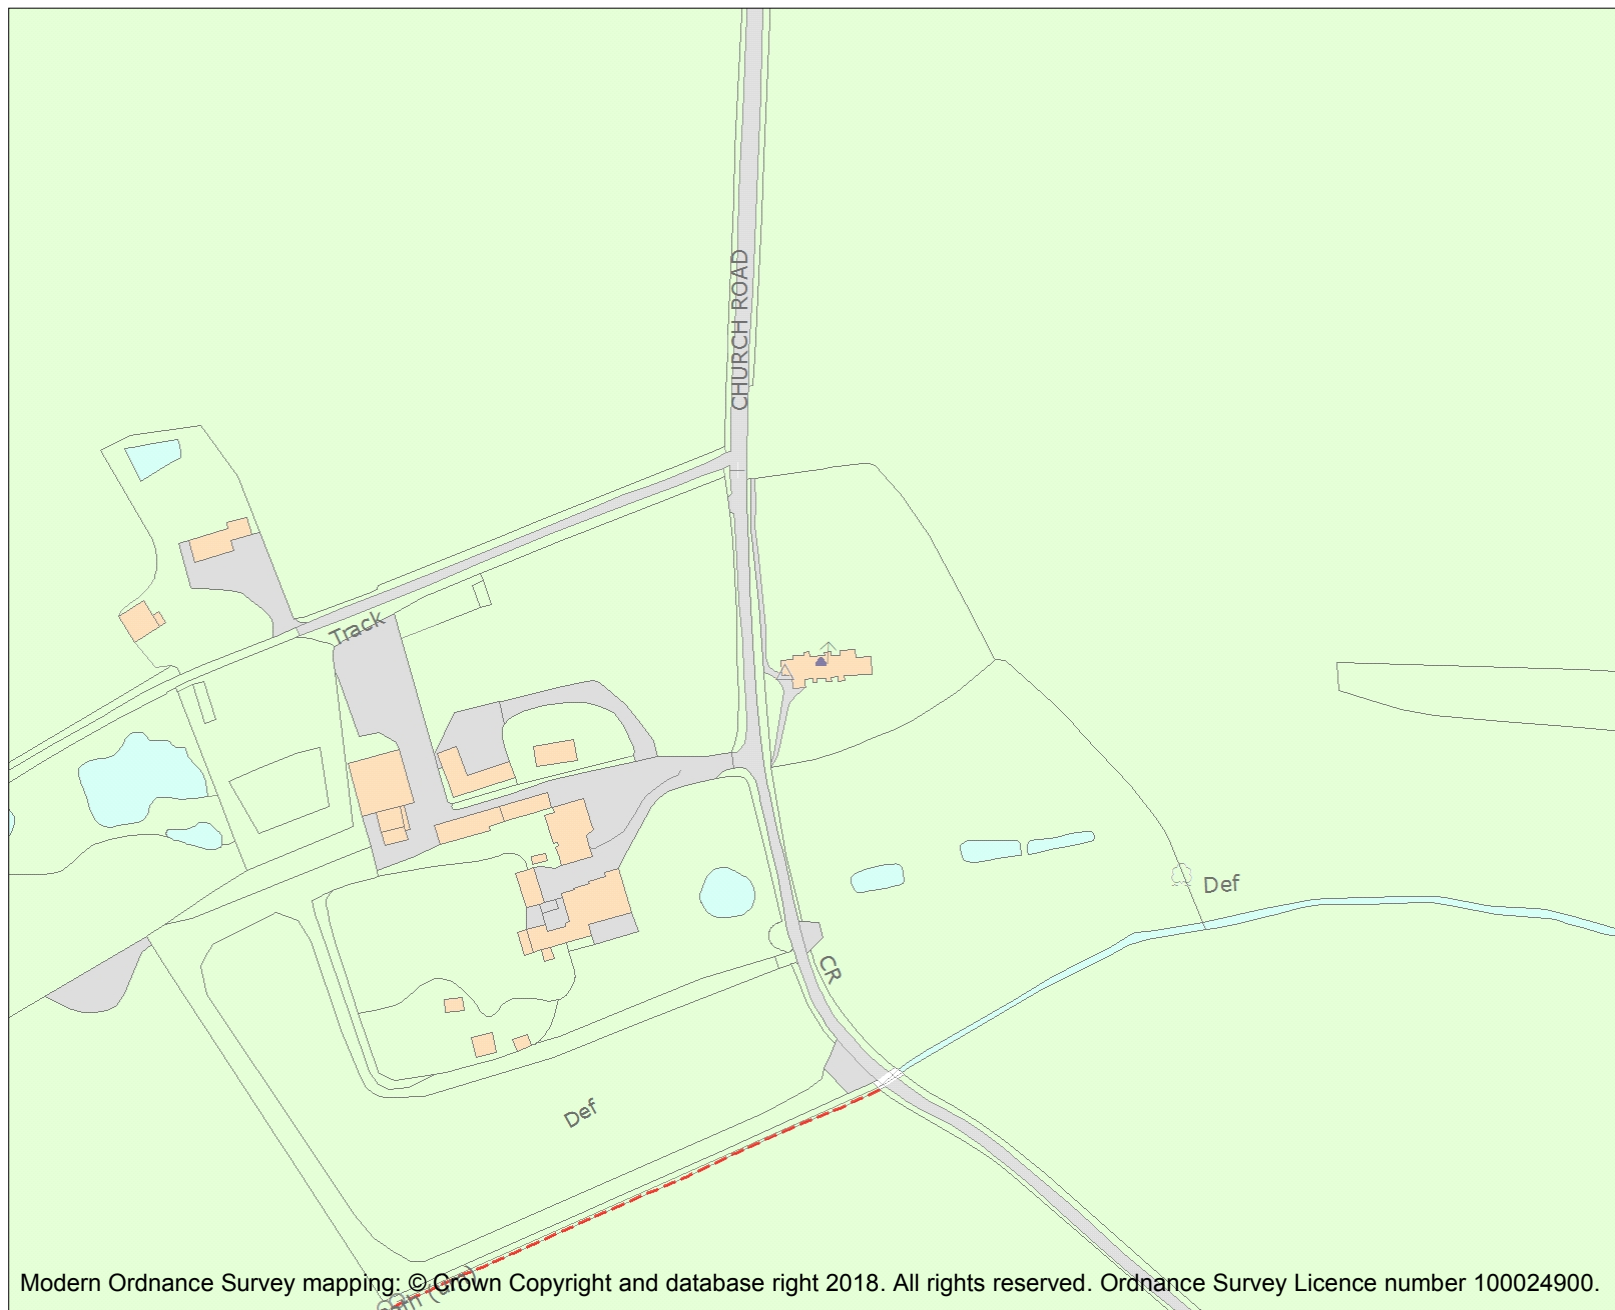 CHURCH ROAD
Track
Def
CR
Def
Modern Ordnance Survey mapping: © Crown Copyright and database right 2018. All rights reserved. Ordnance Survey Licence number 100024900.